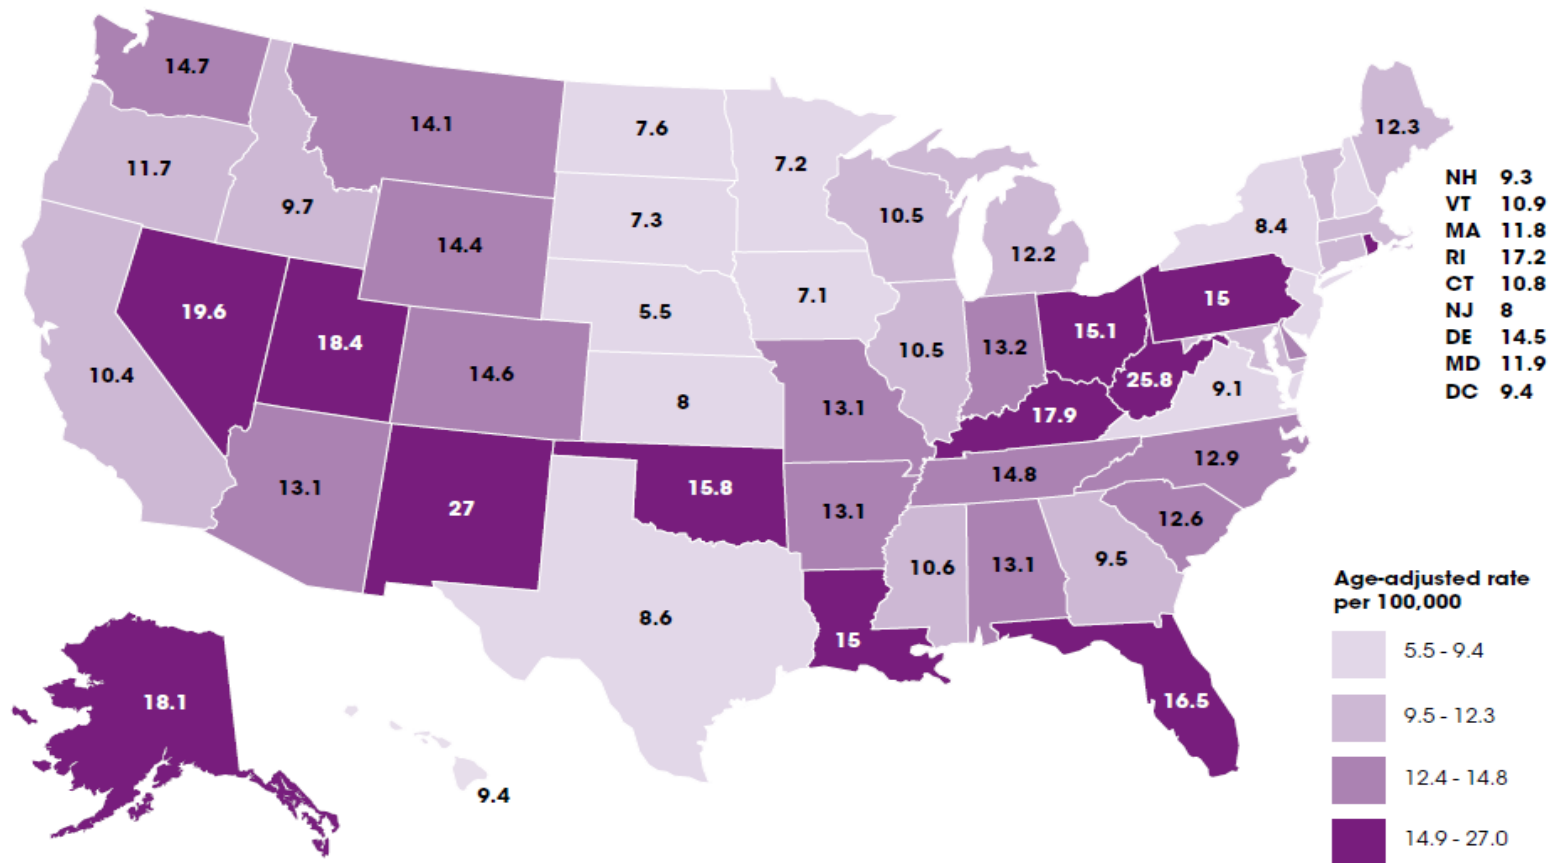 14.7
14.1
7.6
7.2
12.3
11.7
9.7
14.4
7.3
10.5
12.2
8.4
NH 9.3
VT 10.9
MA 11.8
RI 17.2
CT 10.8
NJ 8
DE 14.5
MD 11.9
DC 9.4
19.6
18.4
14.6
5.5
7.1
10.5
13.2
15.1
15
10.4
8
13.1
17.9
25.8
9.1
13.1
27
15.8
13.1
14.8
12.9
12.6
8.6
15
10.6
13.1
9.5
16.5
18.1
9.4
Age-adjusted rate
per 100,000
5.5 - 9.4
9.5 - 12.3
12.4 - 14.8
14.9 - 27.0